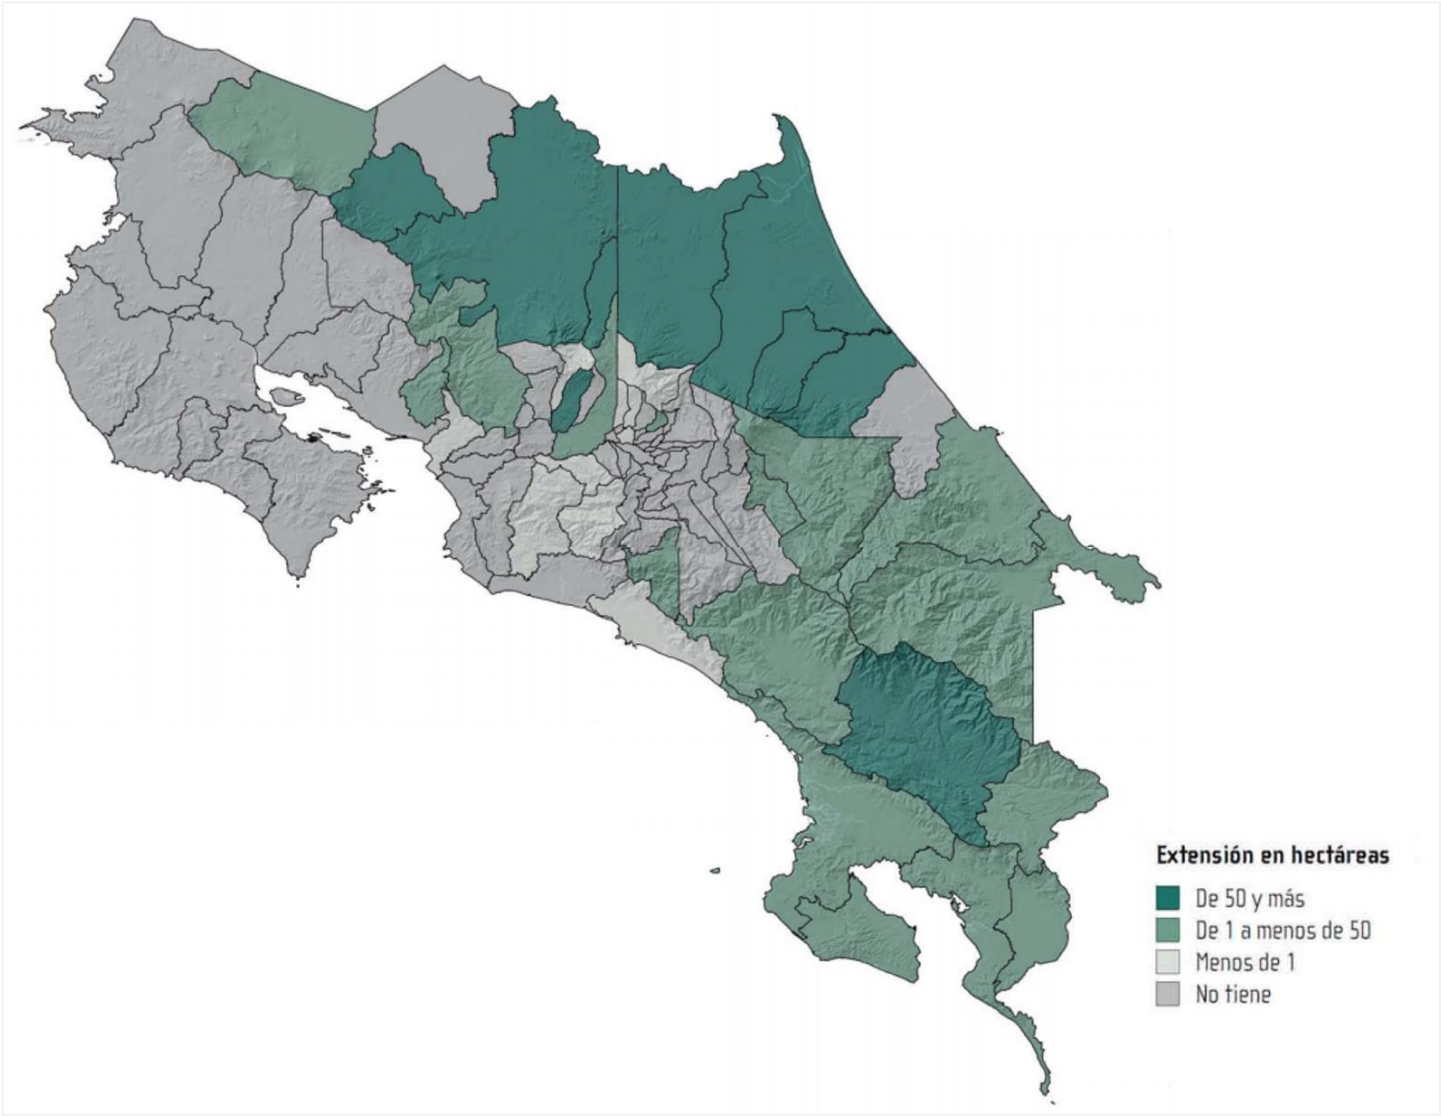 Extensión en hectáreas
De 50 y más
De 1 a menos de 50
Menos de 1
No tiene